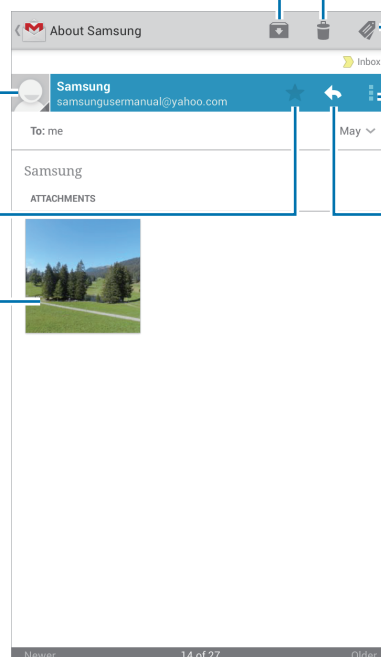 About Samsung
Inbox
Samsung
samsungusermanual@yahoo.com
To: me
May
Samsung
ATTACHMENTS
Newer
14 of 27
Older